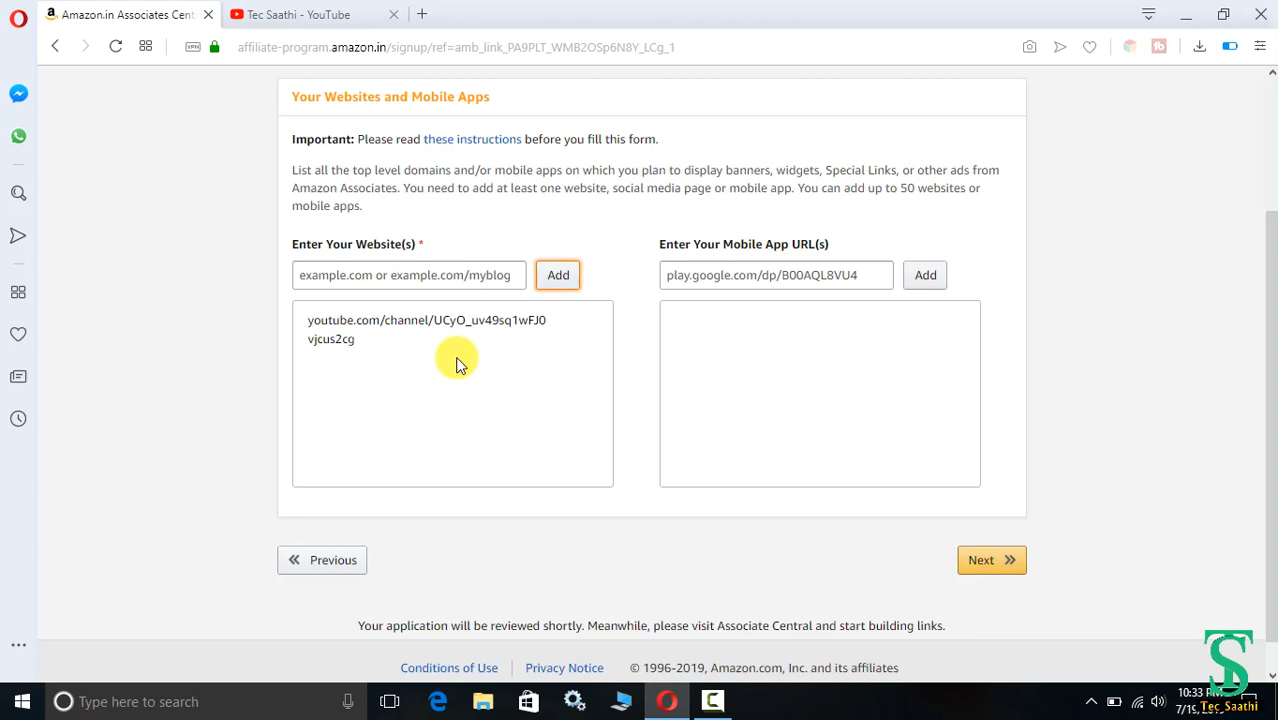 Amazon.in Associates Cent
Tec Saathi - YouTube
VPN
affiliate-program.amazon.in/signup/ref=amb_link_PA9PLT_WMB2OSp6N8Y_LCg_1
Your Websites and Mobile Apps
Important: Please read these instructions before you fill this form.
List all the top level domains and/or mobile apps on which you plan to display banners, widgets, Special Links, or other ads from
Amazon Associates. You need to add at least one website, social media page or mobile app. You can add up to 50 websites or
mobile apps.
Enter Your Website(s) *
Enter Your Mobile App URL(s)
example.com or example.com/myblog
Add
play.google.com/dp/B00AQL8VU4
Add
youtube.com/channel/UCyO_uv49sq1wFJ0
vjcus2cg
Previous
Next
Your application will be reviewed shortly. Meanwhile, please visit Associate Central and start building links.
Conditions of Use
Privacy Notice
© 1996-2019, Amazon.com, Inc. and its affiliates
Type here to search
10:33 P
TS
Tec Saathi